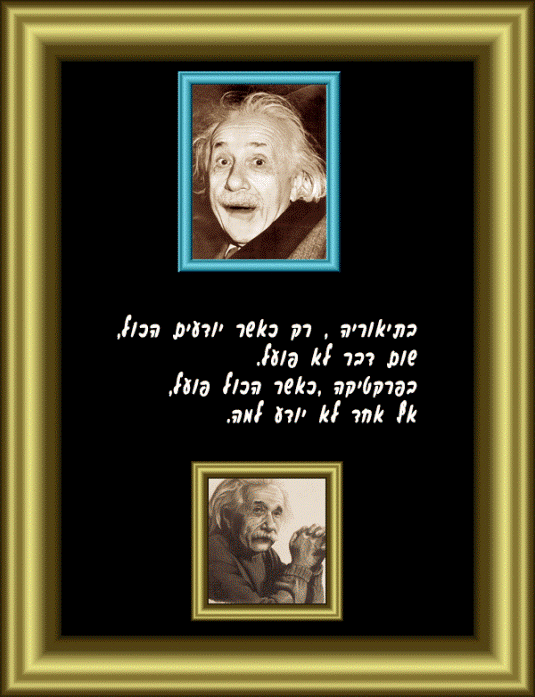 בתיאוריה , רק כאשר יודעים הכול,
שום דבר לא פועל.
בפרקטיקה ,כאשר הכול פועל,
אף אחד לא יודע למה.